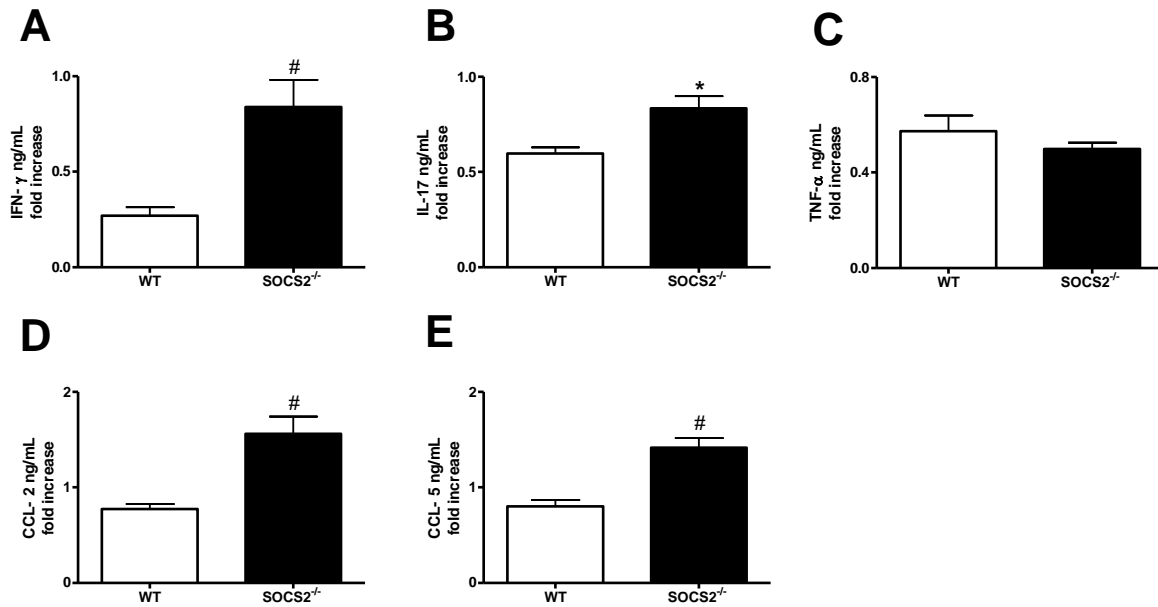 A
IFN- γ ng/mL
fold increase
1.0
0.5
0.0
#
WT
SOCS2-/-
B
IL-17 ng/mL
fold increase
1.0
0.5
0.0
*
WT
SOCS2-/-
C
TNF-α ng/mL
fold increase
0.8
0.4
0.0
WT
SOCS2-/-
D
CCL- 2 ng/mL
fold increase
2
1
0
#
WT
SOCS2-/-
E
CCL- 5 ng/mL
fold increase
2
1
0
#
WT
SOCS2-/-